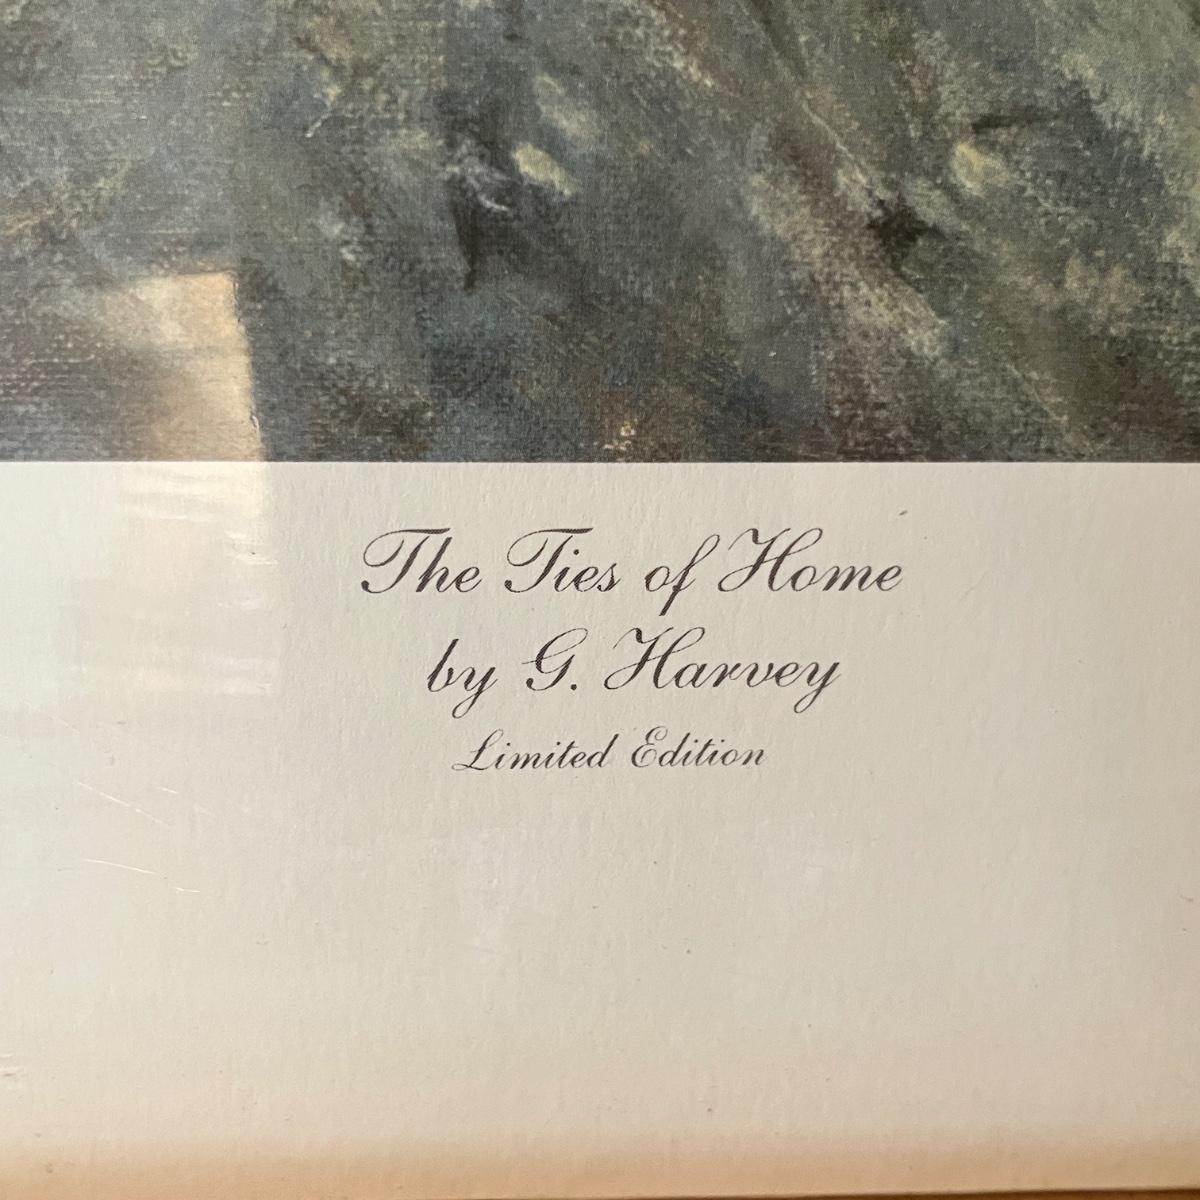 The Ties of Home
by G. Harvey
Limited Edition